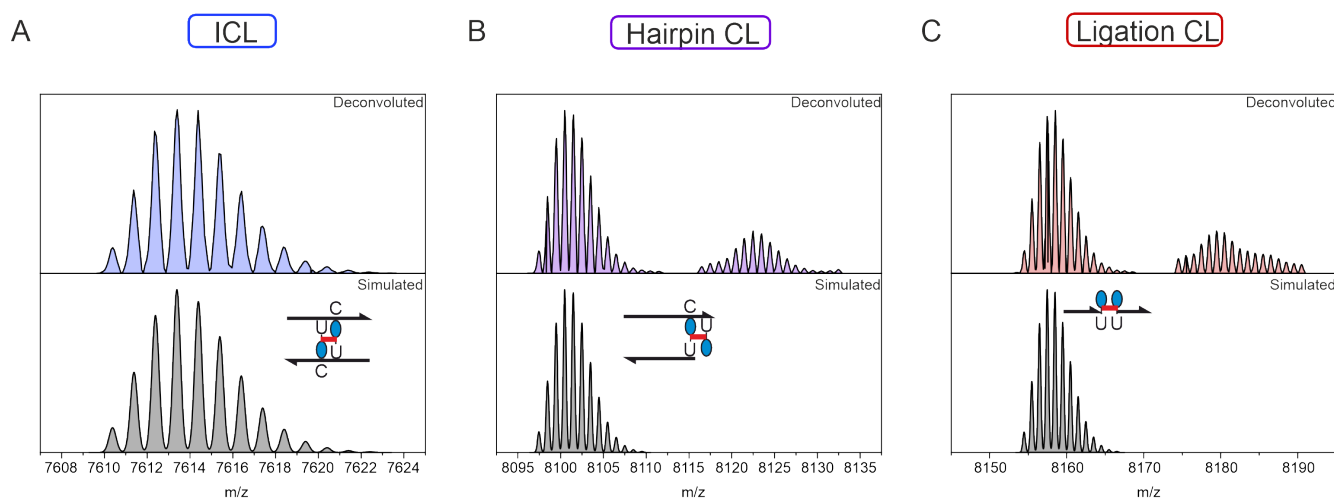 A
ICL
Deconvoluted
Simulated
C
U
U
C
7608 7610 7612 7614 7616 7618 7620 7622 7624
m/z
B
Hairpin CL
Deconvoluted
Simulated
C
U
U
8095 8100 8105 8110 8115 8120 8125 8130 8135
m/z
C
Ligation CL
Deconvoluted
Simulated
U U
8150 8160 8170 8180 8190
m/z